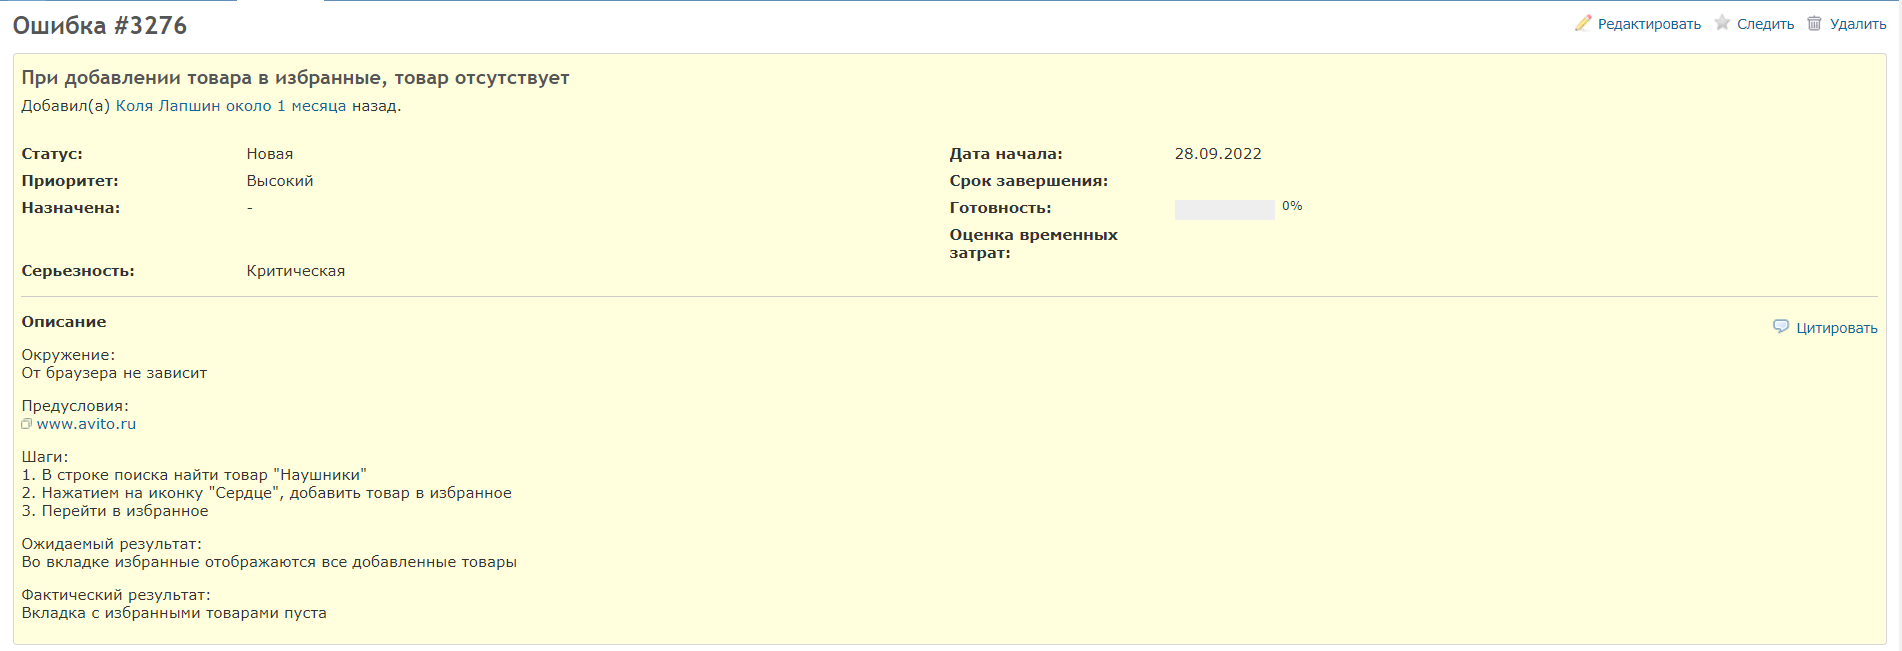 Ошибка #3276
Редактировать Следить Удалить
При добавлении товара в избранные, товар отсутствует
Добавил(а) Коля Лапшин около 1 месяца назад.
Статус: Новая Дата начала: 28.09.2022
Приоритет: Высокий Срок завершения:
Назначена: - Готовность: 0%
Оценка временных
затрат:
Серьезность: Критическая
Описание
Цитировать
Окружение:
От браузера не зависит
Предусловия:
www.avito.ru
Шаги:
1. В строке поиска найти товар "Наушники"
2. Нажатием на иконку "Сердце", добавить товар в избранное
3. Перейти в избранное
Ожидаемый результат:
Во вкладке избранные отображаются все добавленные товары
Фактический результат:
Вкладка с избранными товарами пуста